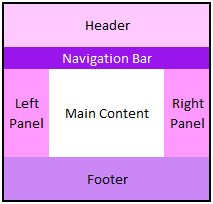 Header
Navigation Bar
Left
Panel
Main Content
Right
Panel
Footer